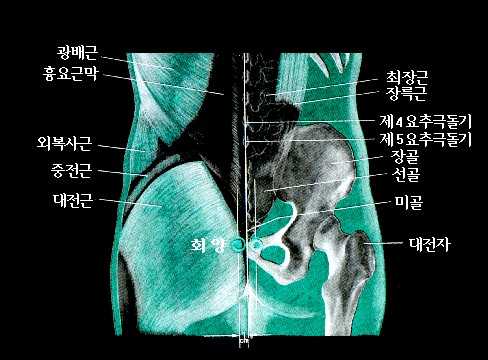 광배근
흉요근막
외복사근
중전근
대전근
회양
최장근
장륵근
제4요추극돌기
제5요추극돌기
장골
선골
미골
대전자